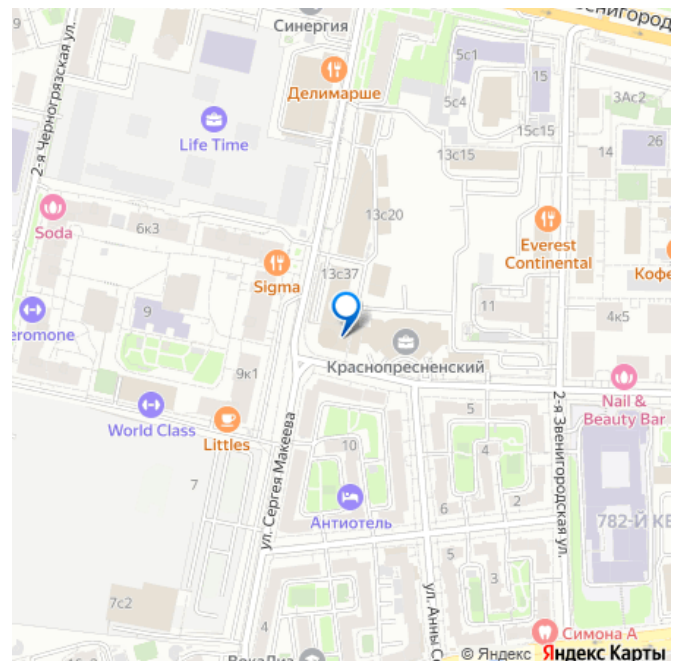 Звенигород
Синергия
5с1
15
2-я Черногрязская ул.
Делимарше
5с4
3Ас2
Life Time
15с15
26
13с15
14
13с20
Soda
6к3
Everest
Continental
Кофе
Sigma
13с37
11
9
4к5
eromone
Краснопресненский
9к1
Nail &
Beauty Bar
World Class
Littles
5
10
4
2-я Звенигородская ул.
ул. Сергея Макеева
7
2
6
Антиотель
782-Й КВ
5
3
7с2
ул. Анны Се
Симона А
© Яндекс Яндекс Карты